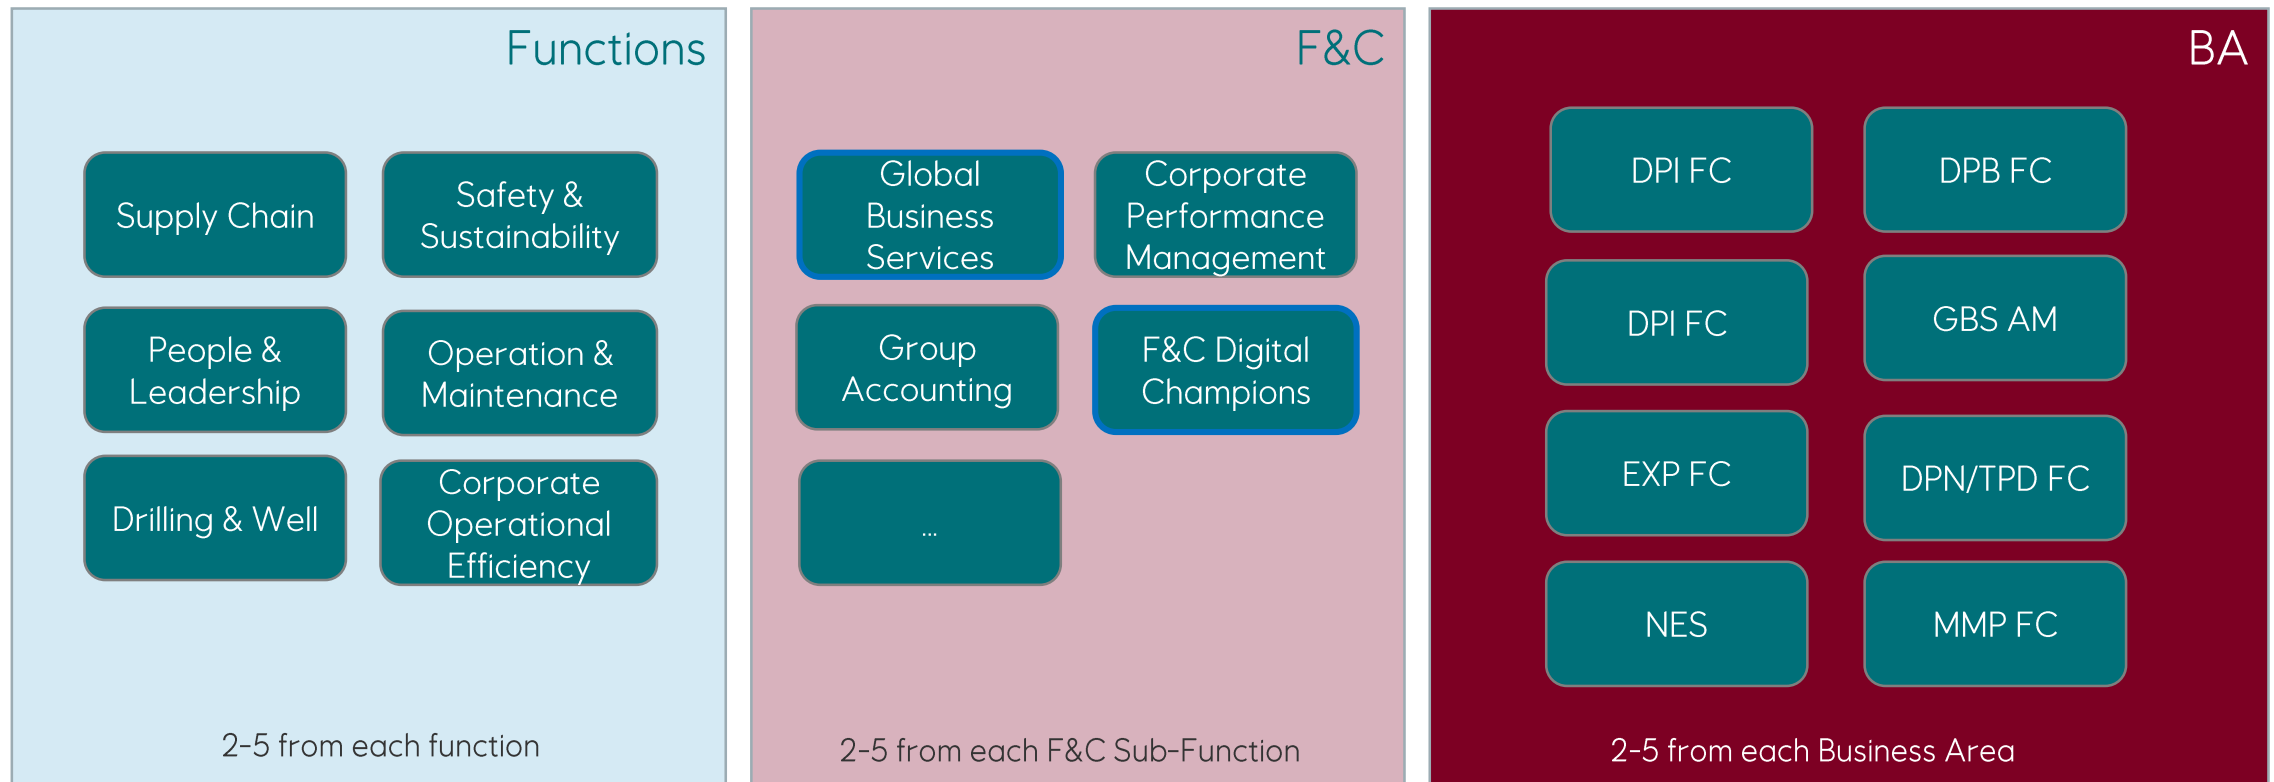 Functions
Supply Chain
Safety &
Sustainability
People &
Leadership
Operation &
Maintenance
Drilling & Well
Corporate
Operational
Efficiency
2-5 from each function
F&C
Global
Business
Services
Corporate
Performance
Management
Group
Accounting
F&C Digital
Champions
...
2-5 from each F&C Sub-Function
BA
DPI FC
DPB FC
DPI FC
GBS AM
EXP FC
DPN/TPD FC
NES
MMP FC
2-5 from each Business Area